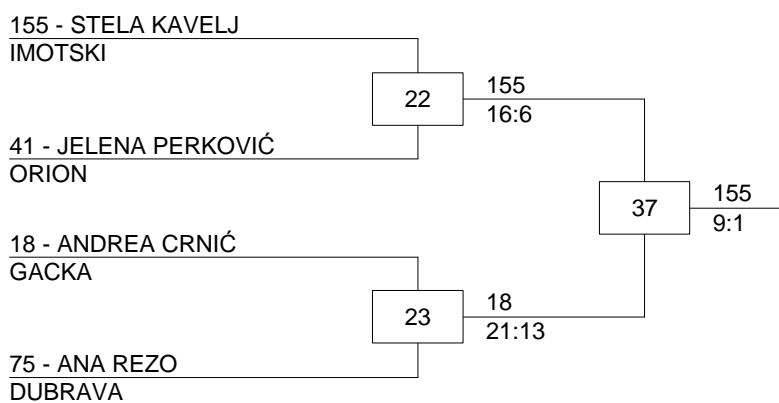 155 - STELA KAVELJ
IMOTSKI
22
155
16:6
41 - JELENA PERKOVIĆ
ORION
37
155
9:1
18 - ANDREA CRNIĆ
GACKA
23
18
21:13
75 - ANA REZO
DUBRAVA